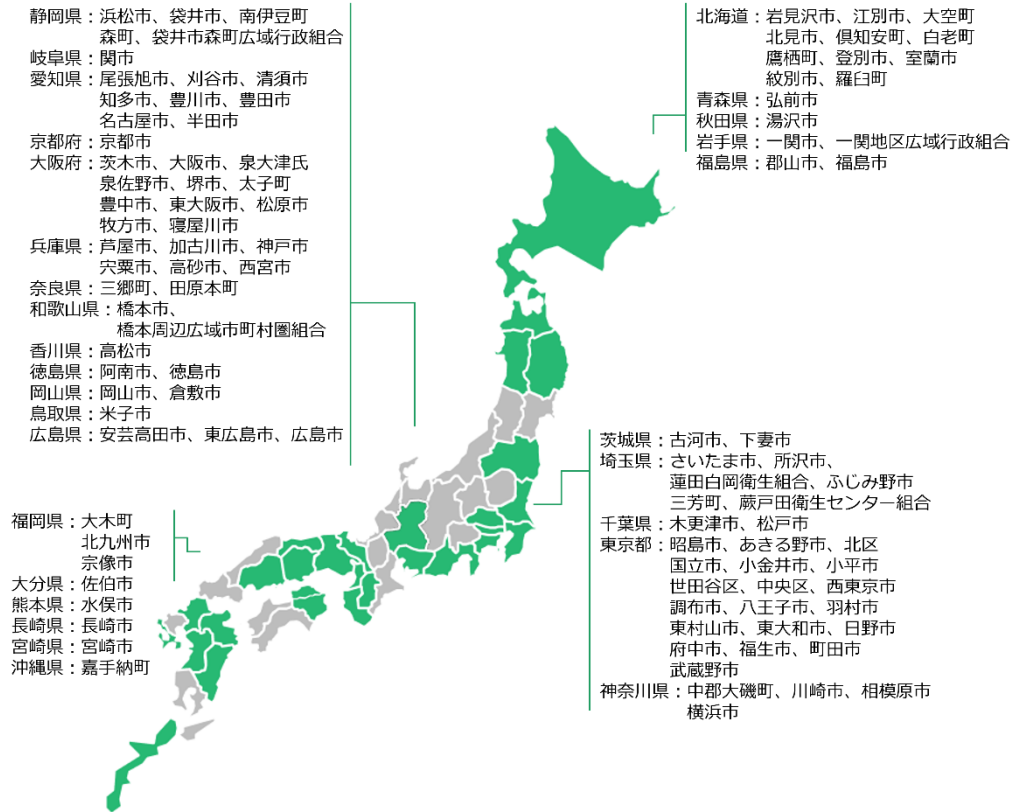 静岡県：浜松市、袋井市、南伊豆町
森町、袋井市森町広域行政組合
岐阜県：関市
愛知県：尾張旭市、刈谷市、清須市
知多市、豊川市、豊田市
名古屋市、半田市
京都府：京都市
大阪府：茨木市、大阪市、泉大津氏
泉佐野市、堺市、太子町
豊中市、東大阪市、松原市
牧方市、寝屋川市
兵庫県：芦屋市、加古川市、神戸市
宍粟市、高砂市、西宮市
奈良県：三郷町、田原本町
和歌山県：橋本市、
橋本周辺広域市町村圏組合
香川県：高松市
徳島県：阿南市、徳島市
岡山県：岡山市、倉敷市
鳥取県：米子市
広島県：安芸高田市、東広島市、広島市
北海道：岩見沢市、江別市、大空町
北見市、倶知安町、白老町
鷹栖町、登別市、室蘭市
紋別市、羅臼町
青森県：弘前市
秋田県：湯沢市
岩手県：一関市、一関地区広域行政組合
福島県：郡山市、福島市
茨城県：古河市、下妻市
埼玉県：さいたま市、所沢市、
蓮田白岡衛生組合、ふじみ野市
三芳町、蕨戸田衛生センター組合
千葉県：木更津市、松戸市
東京都：昭島市、あきる野市、北区
国立市、小金井市、小平市
世田谷区、中央区、西東京市
調布市、八王子市、羽村市
東村山市、東大和市、日野市
府中市、福生市、町田市
武蔵野市
神奈川県：中郡大磯町、川崎市、相模原市
横浜市
福岡県：大木町
北九州市
宗像市
大分県：佐伯市
熊本県：水俣市
長崎県：長崎市
宮崎県：宮崎市
沖縄県：嘉手納町